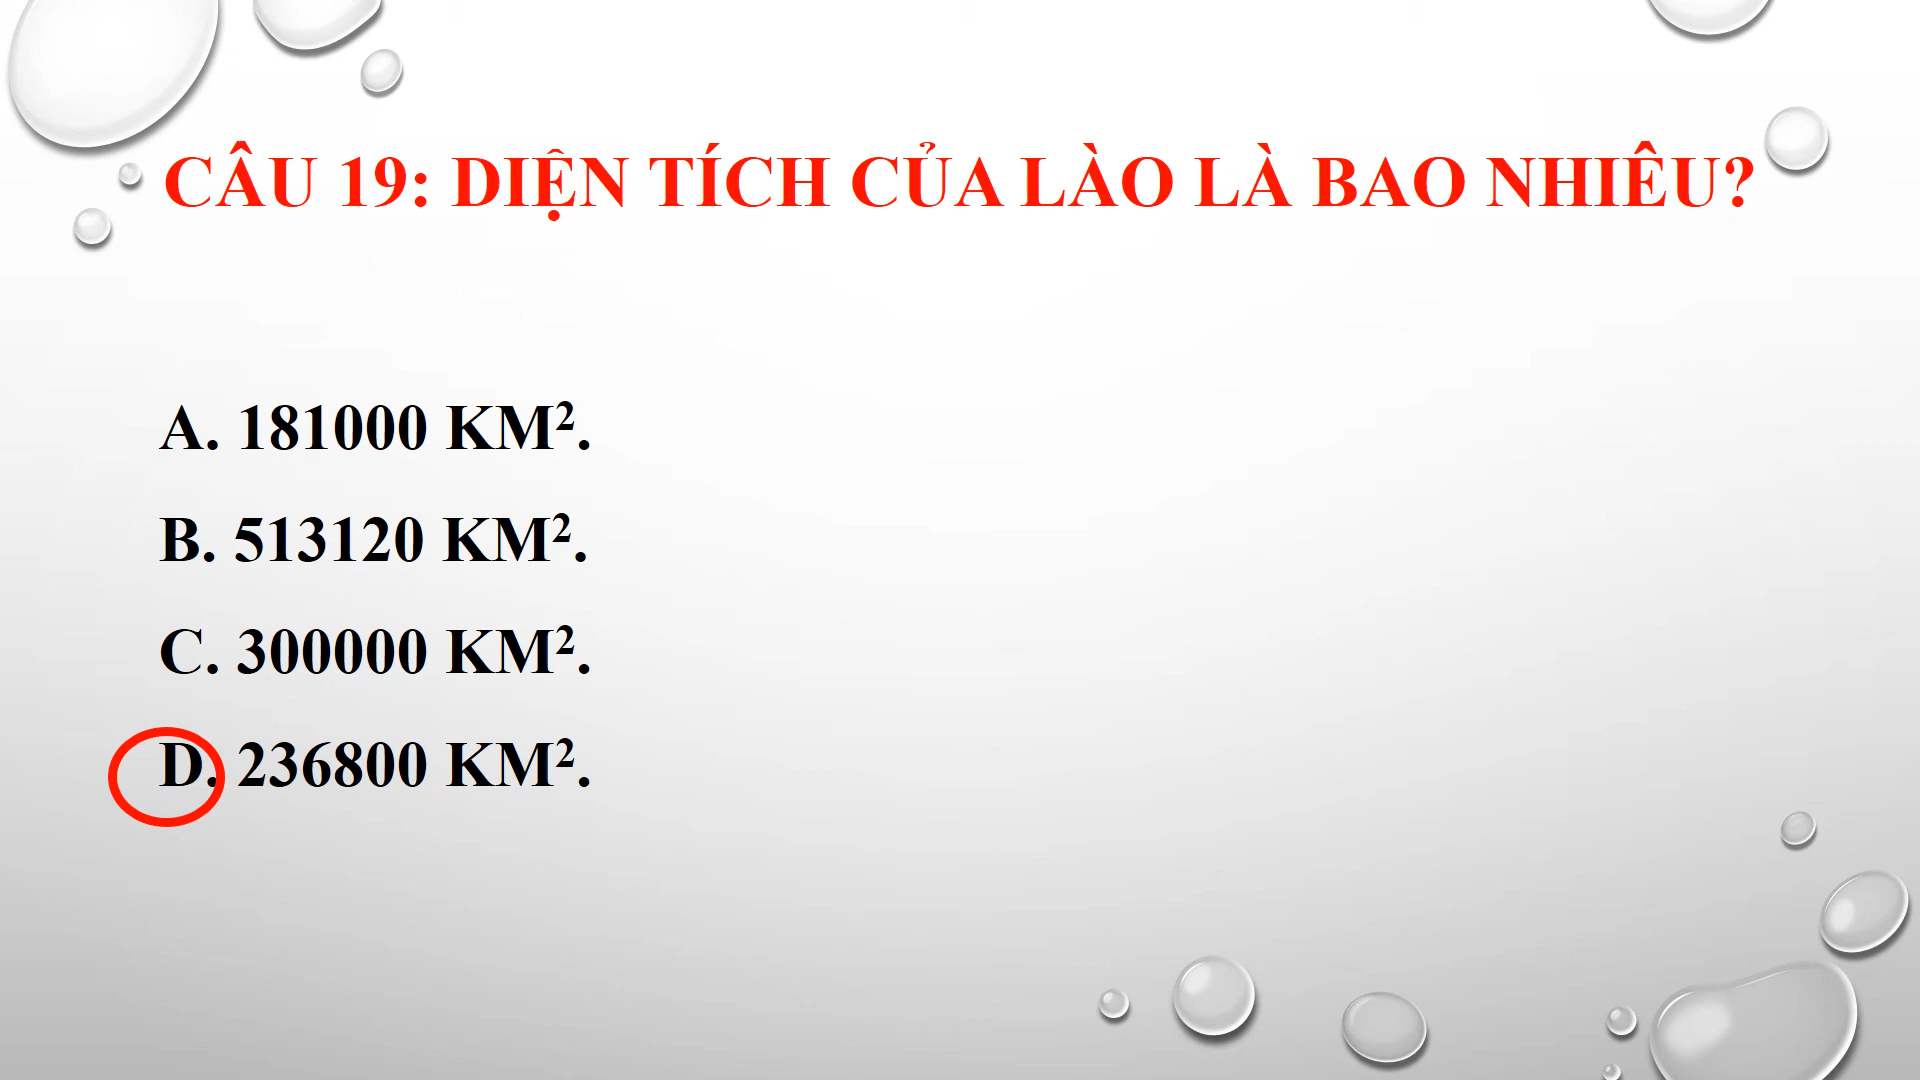 CÂU 19: DIỆN TÍCH CỦA LÀO LÀ BAO NHIÊU?
A. 181000 KM².
B. 513120 KM².
C. 300000 KM².
D. 236800 KM².